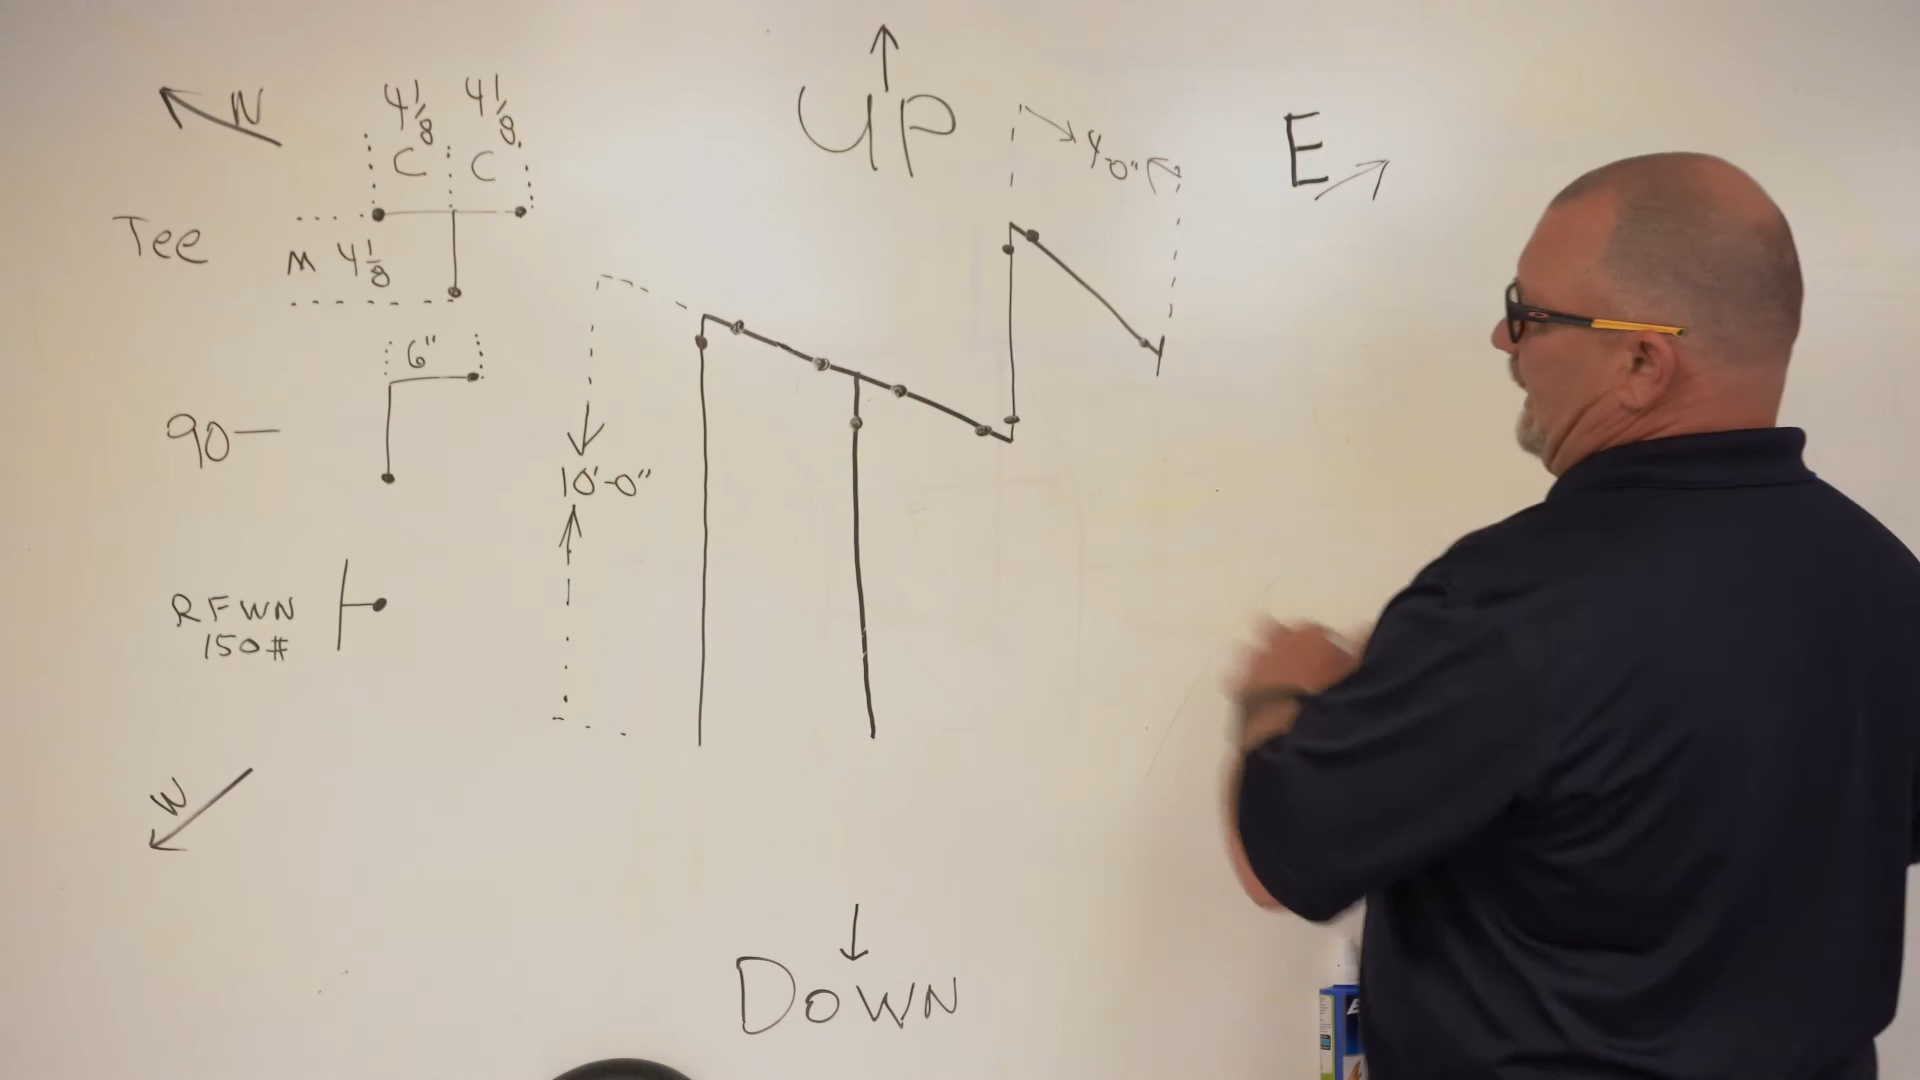 N
4 1/8 4 1/8
C C
Tee
M 4 1/8
6"
90—
RFWN
150#
W
UP
4-0"
E
10'-0"
DOWN